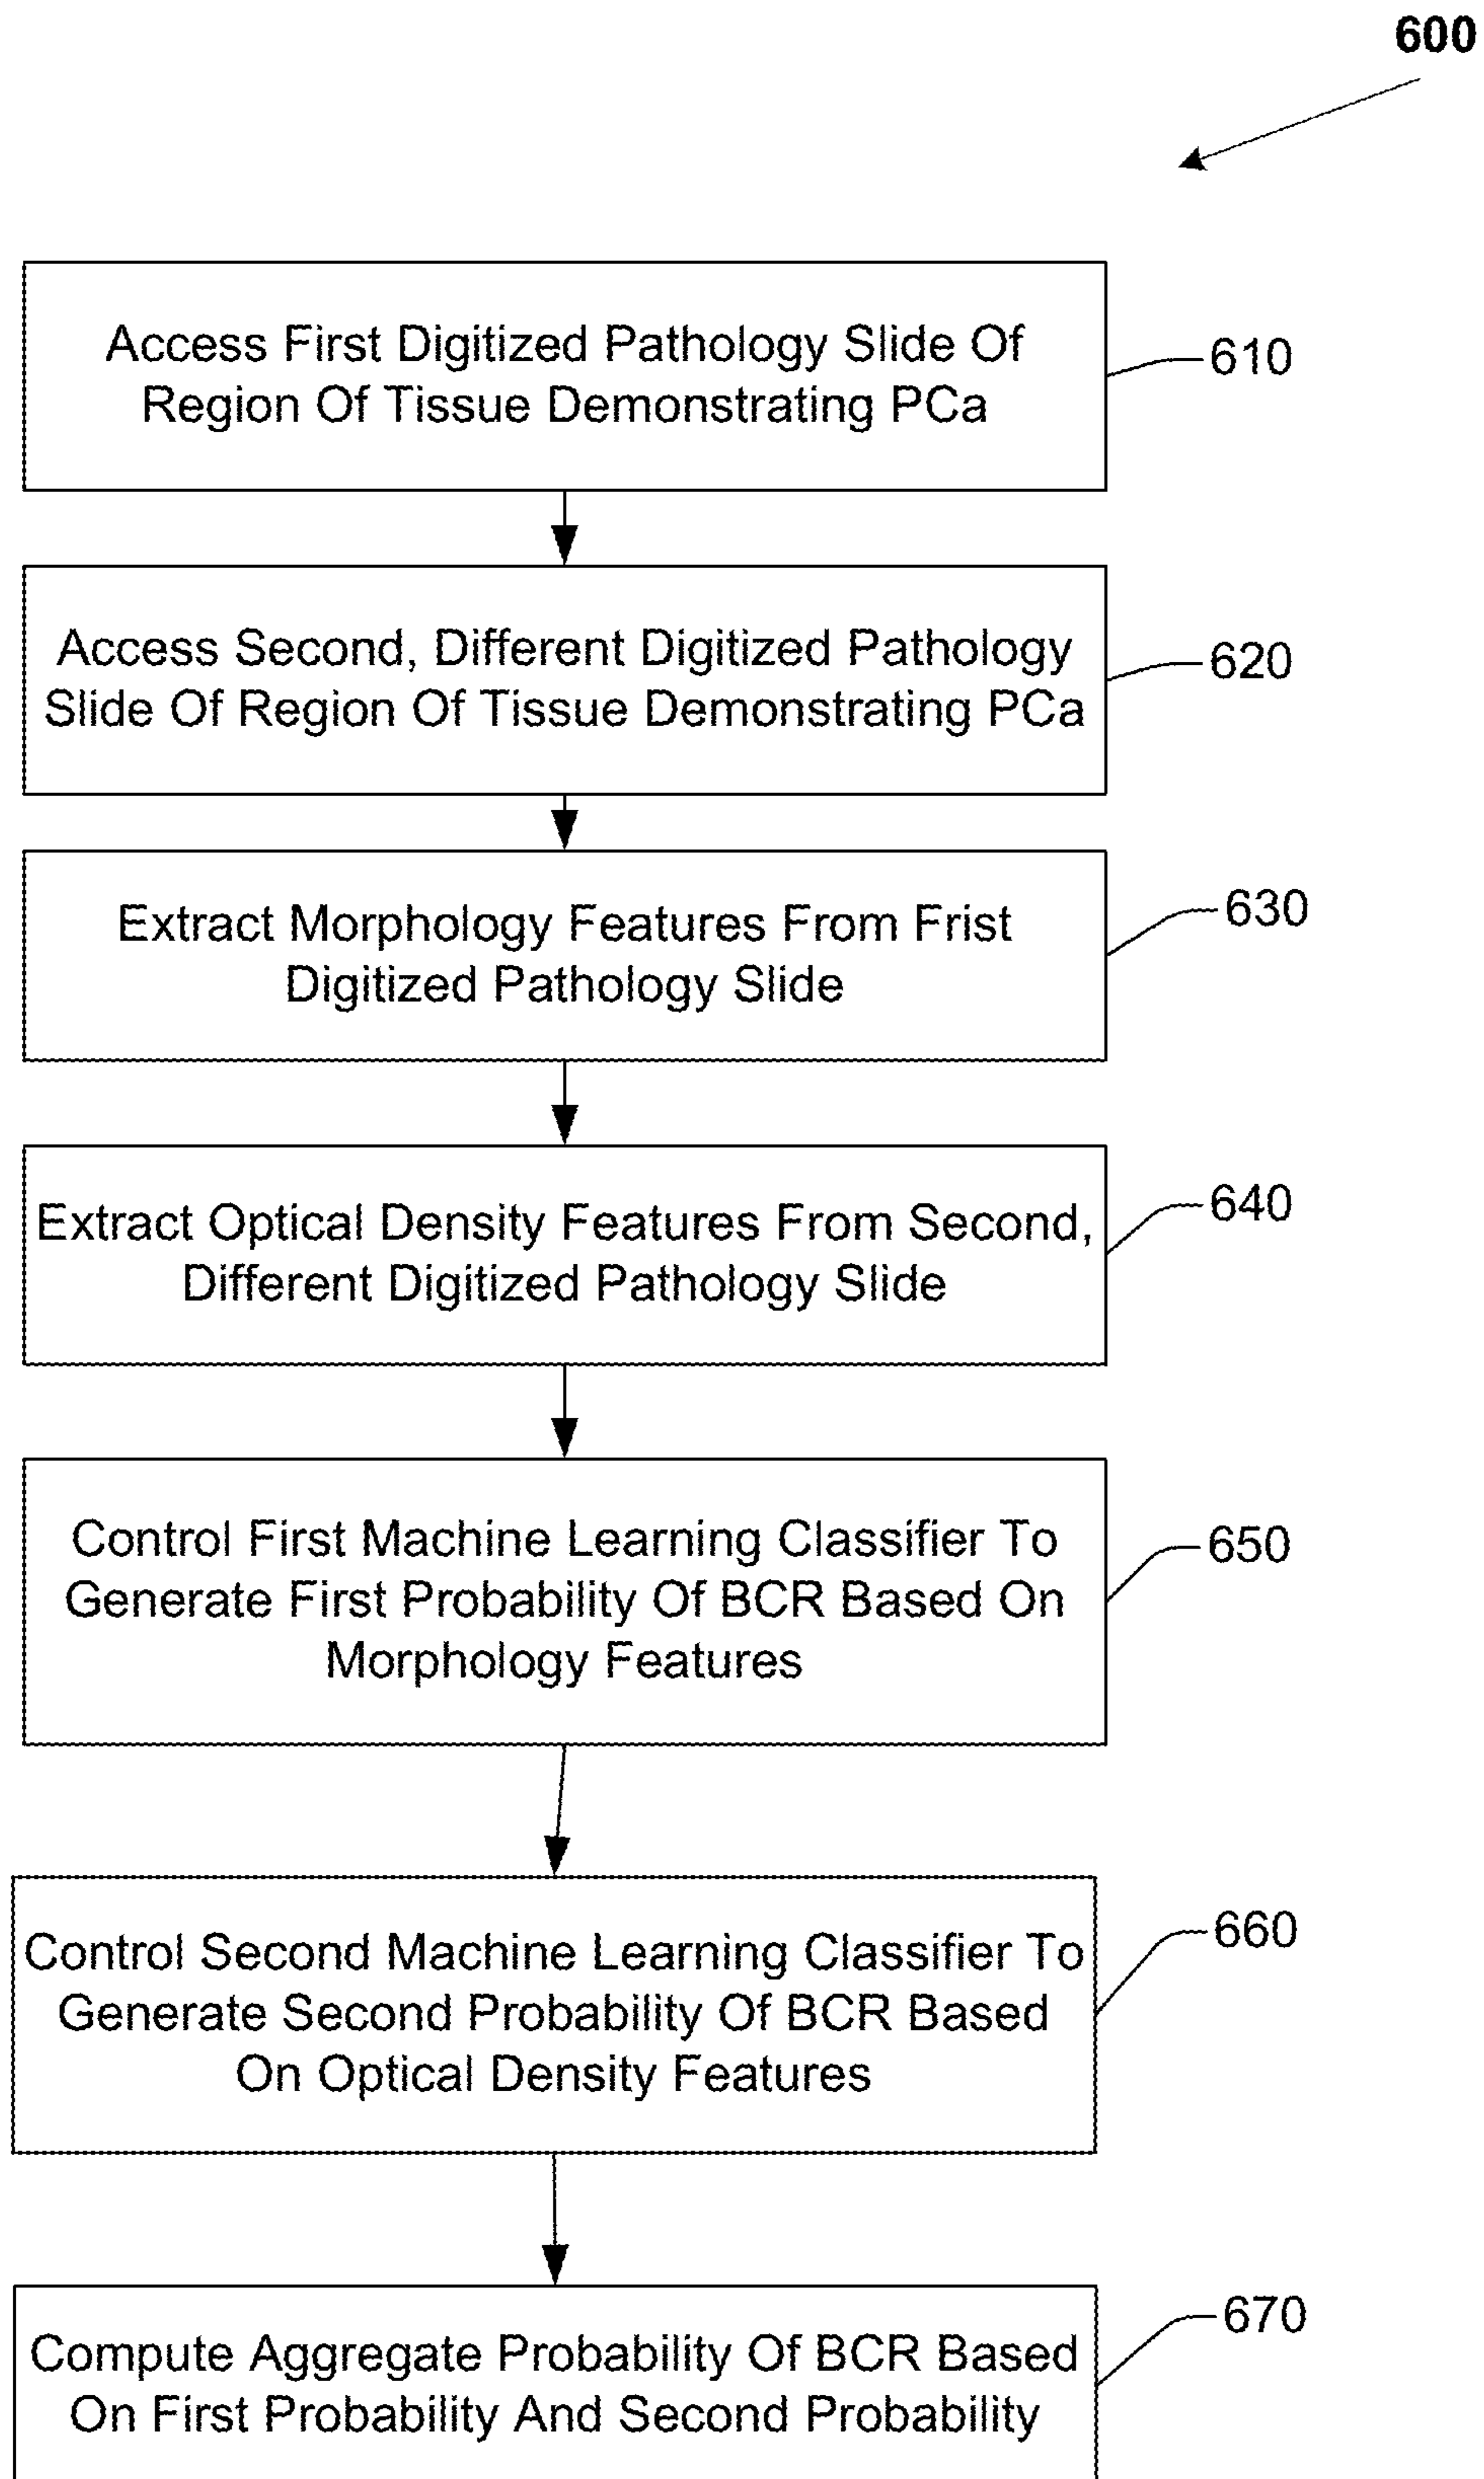 600
Access First Digitized Pathology Slide Of
Region Of Tissue Demonstrating PCa
610
Access Second, Different Digitized Pathology
Slide Of Region Of Tissue Demonstrating PCa
620
Extract Morphology Features From Frist
Digitized Pathology Slide
630
Extract Optical Density Features From Second,
Different Digitized Pathology Slide
640
Control First Machine Learning Classifier To
Generate First Probability Of BCR Based On
Morphology Features
650
Control Second Machine Learning Classifier To
Generate Second Probability Of BCR Based
On Optical Density Features
660
Compute Aggregate Probability Of BCR Based
On First Probability And Second Probability
670